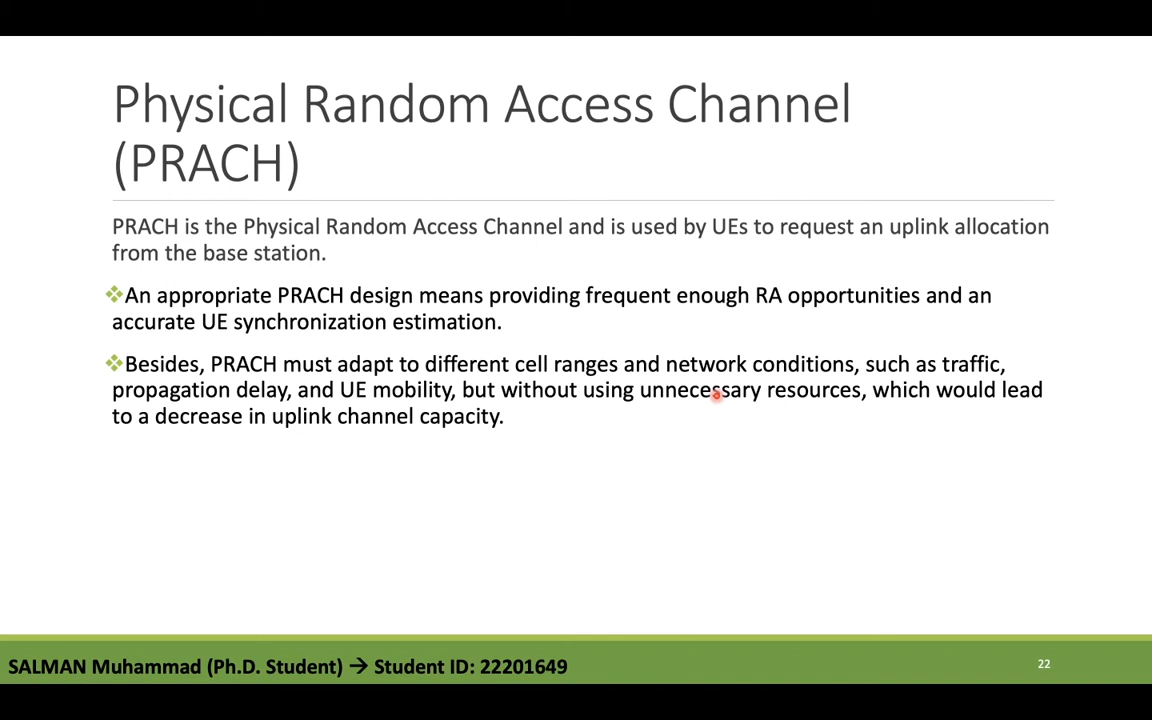 Physical Random Access Channel
(PRACH)
PRACH is the Physical Random Access Channel and is used by UEs to request an uplink allocation
from the base station.
An appropriate PRACH design means providing frequent enough RA opportunities and an
accurate UE synchronization estimation.
Besides, PRACH must adapt to different cell ranges and network conditions, such as traffic,
propagation delay, and UE mobility, but without using unnecessary resources, which would lead
to a decrease in uplink channel capacity.
SALMAN Muhammad (Ph.D. Student) → Student ID: 22201649
22